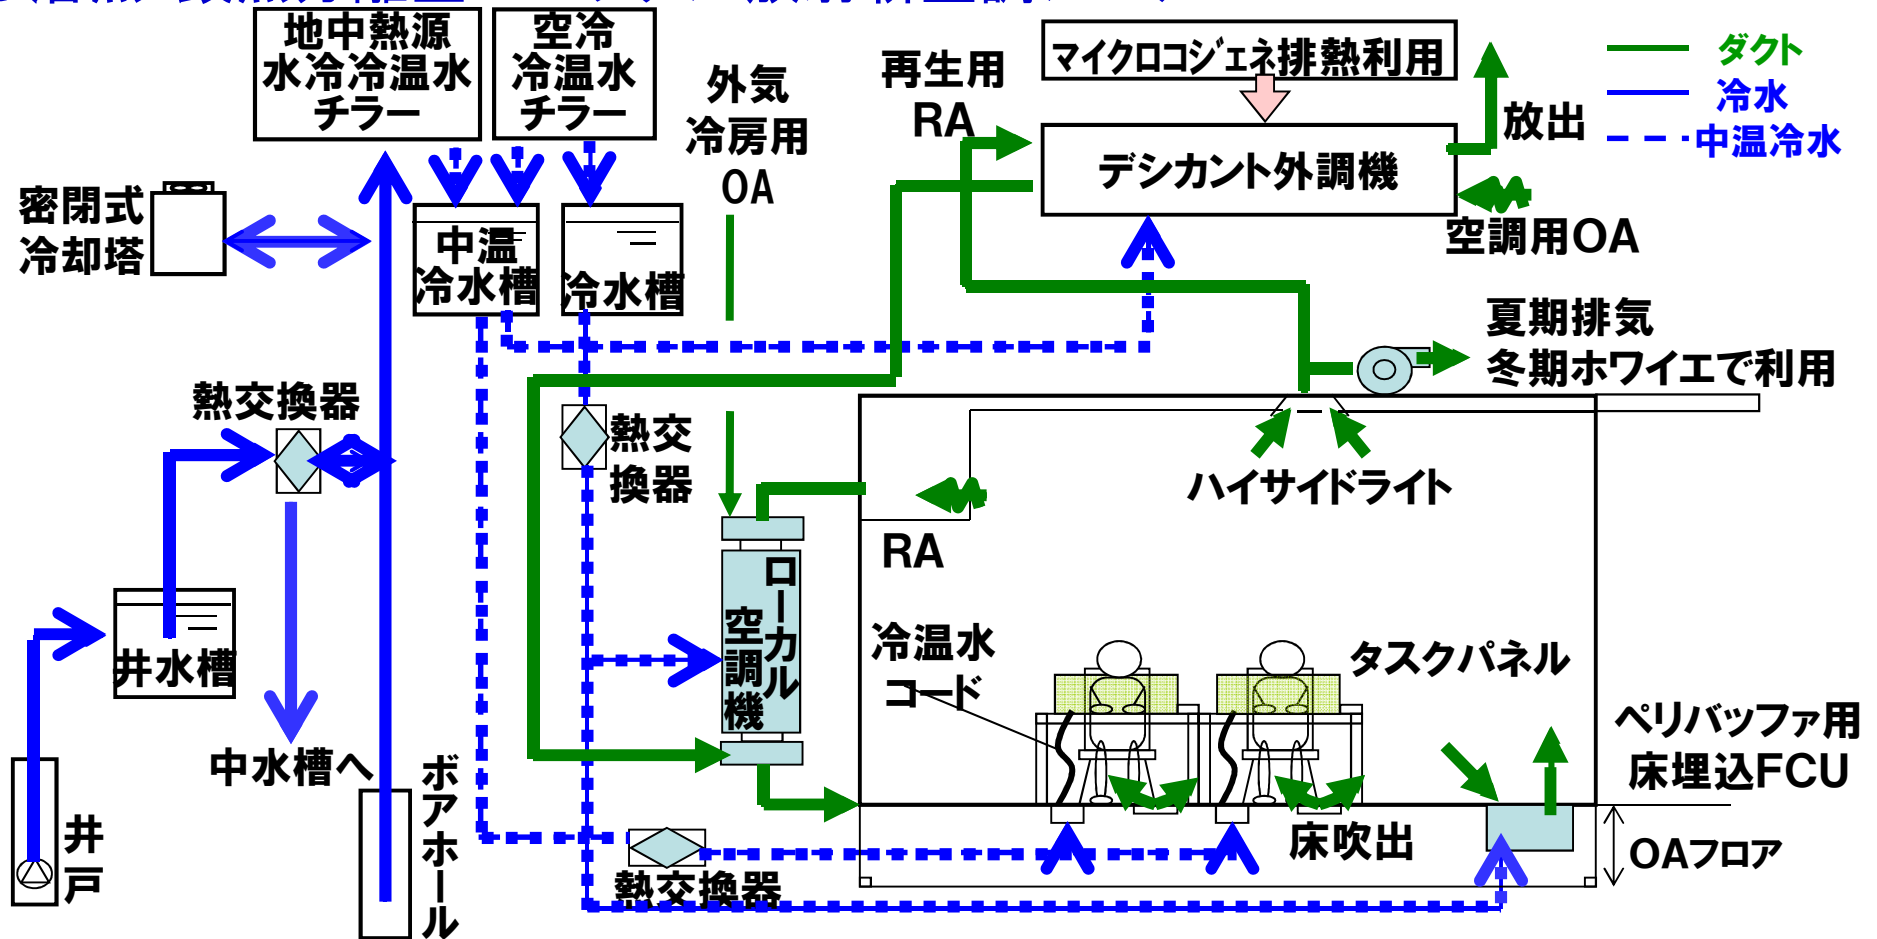 地中熱源
水冷冷温水
チラー
空冷
冷温水
チラー
外気
冷房用
OA
再生用
RA
マイクロコジェネ排熱利用
デシカント外調機
放出
空調用OA
ダクト
冷水
中温冷水
密閉式
冷却塔
中温
冷水槽
冷水槽
夏期排気
冬期ホワイエで利用
熱交換器
熱交
換器
ハイサイドライト
RA
ローカル
空調機
冷温水
コード
タスクパネル
井水槽
中水槽へ
ボアホール
井戸
ペリバッファ用
床埋込FCU
床吹出
OAフロア
熱交換器